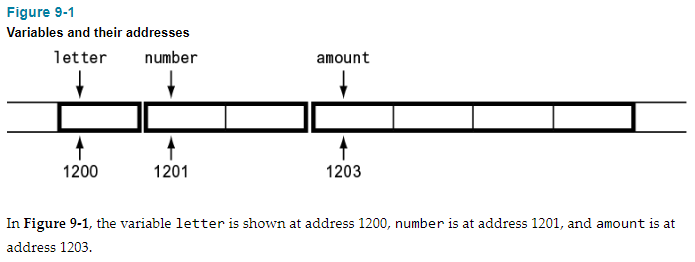 Figure 9-1
Variables and their addresses
letter number amount
1200 1201 1203
In Figure 9-1, the variable letter is shown at address 1200, number is at address 1201, and amount is at
address 1203.